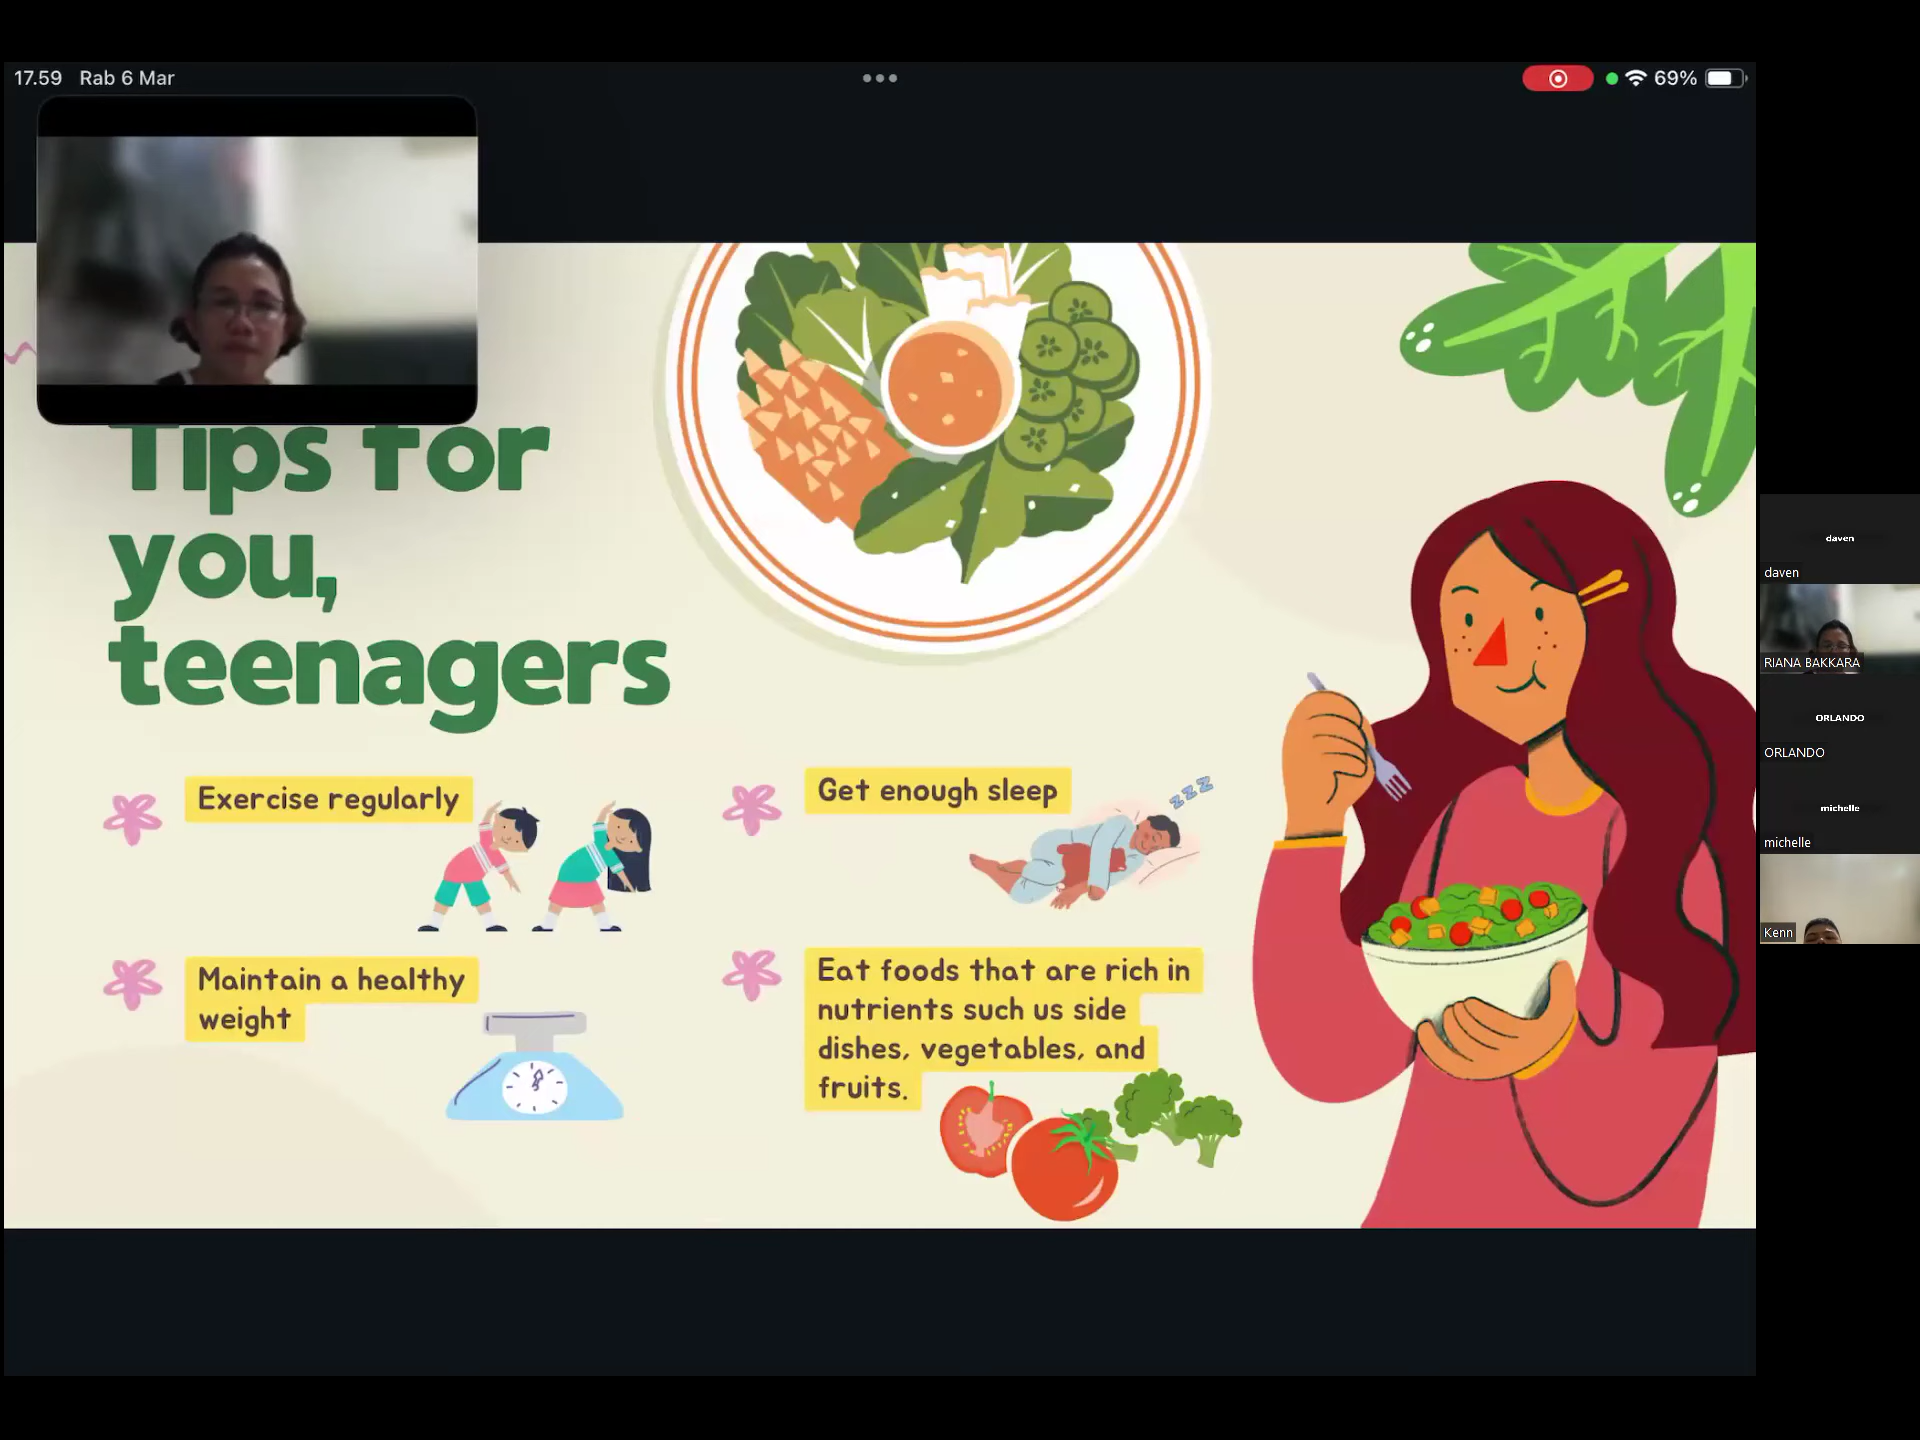 17.59 Rab 6 Mar
69%
Tips for
you,
teenagers
Exercise regularly
Get enough sleep
zzz
Maintain a healthy
weight
Eat foods that are rich in
nutrients such us side
dishes, vegetables, and
fruits.
daven
daven
RIANA BAKKARA
ORLANDO
ORLANDO
michelle
michelle
Kenn